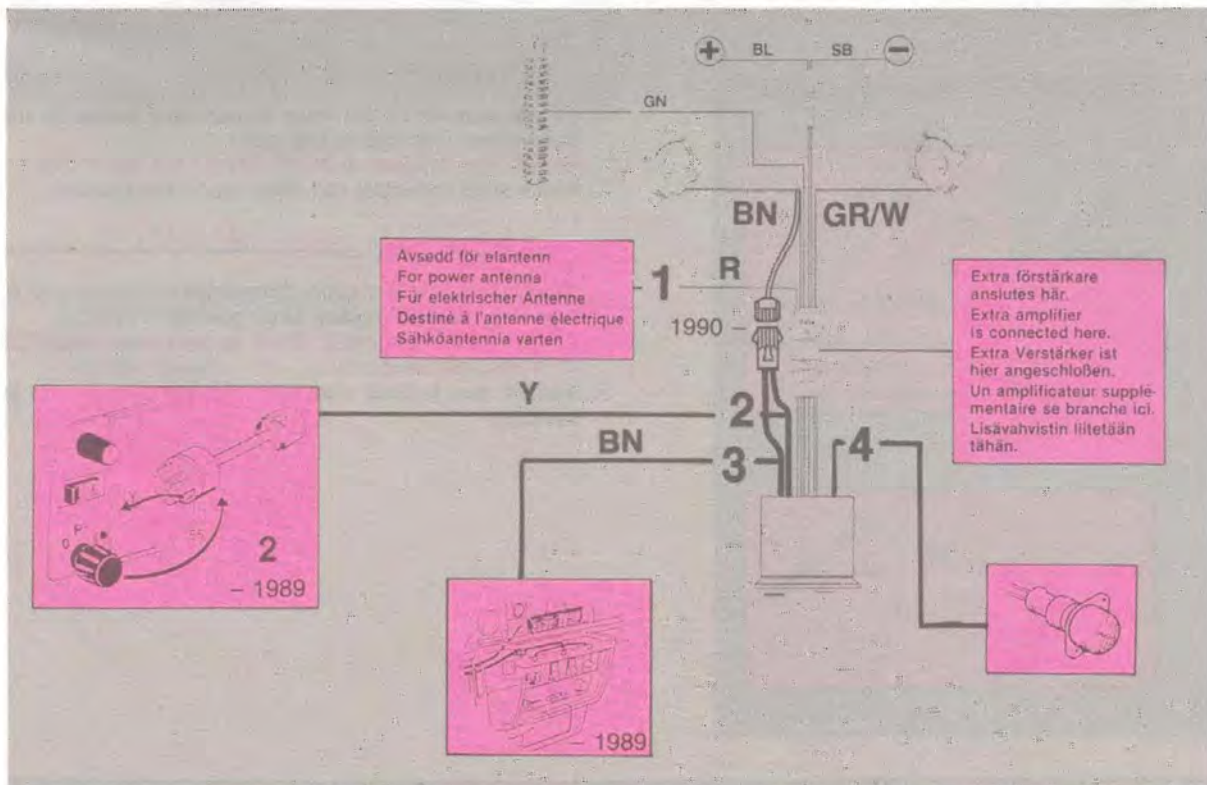 + BL SB −
GN
BN GR/W
Avsedd för elantenn
For power antenna
Für elektrischer Antenne
Destiné à l'antenne électrique
Sähköantennia varten
1 R
1990 –
Extra förstärkare
anslutes här.
Extra amplifier
is connected here.
Extra Verstärker ist
hier angeschloßen.
Un amplificateur supplé-
mentaire se branche ici.
Lisävahvistin liitetään
tähän.
Y
2
BN
3
4
Y
P
0
2
– 1989
– 1989